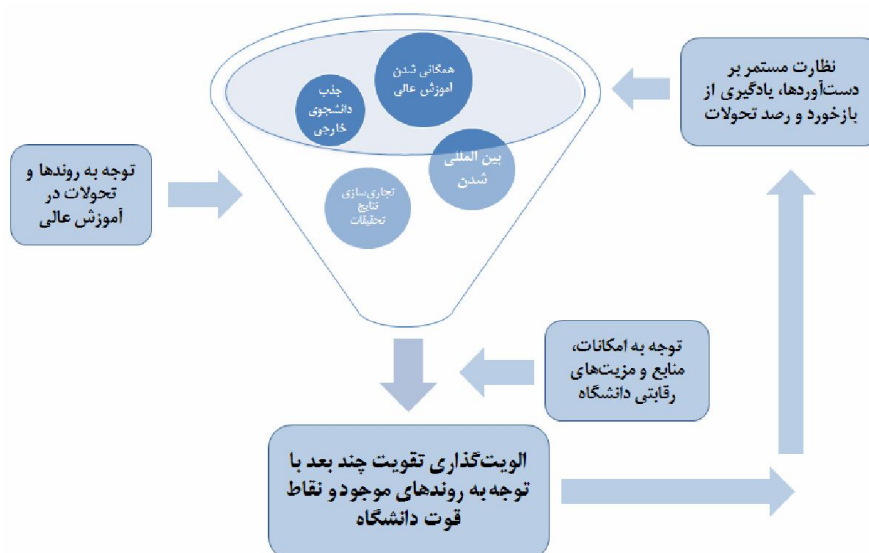 همگانی شدن
آموزش عالی
جذب
دانشجوی
خارجی
بین المللی
شدن
تجاری‌سازی
نتایج
تحقیقات
نظارت مستمر بر
دست‌آوردها، یادگیری از
بازخورد و رصد تحولات
توجه به روندها و
تحولات در
آموزش عالی
توجه به امکانات،
منابع و مزیت‌های
رقابتی دانشگاه
الویت‌گذاری تقویت چند بعد با
توجه به روندهای موجود و نقاط
قوت دانشگاه